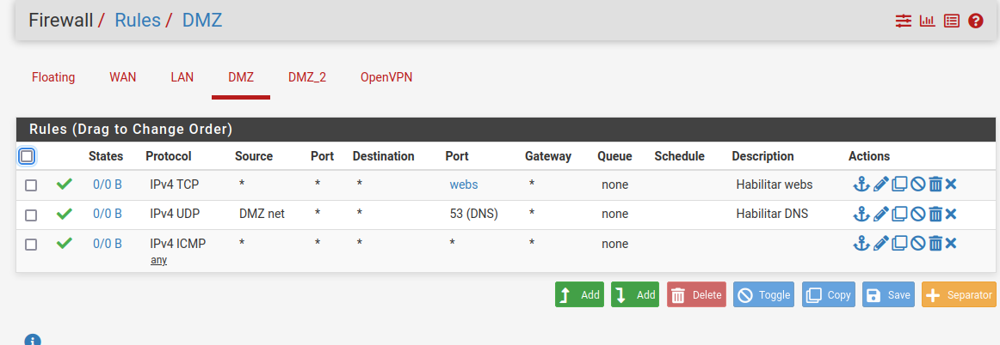 Firewall / Rules / DMZ
Floating WAN LAN DMZ DMZ_2 OpenVPN
Rules (Drag to Change Order)
States Protocol Source Port Destination Port Gateway Queue Schedule Description Actions
0/0 B IPv4 TCP * * * webs * none Habilitar webs
0/0 B IPv4 UDP DMZ net * * 53 (DNS) * none Habilitar DNS
0/0 B IPv4 ICMP * * * * * none
any
Add Add Delete Toggle Copy Save Separator